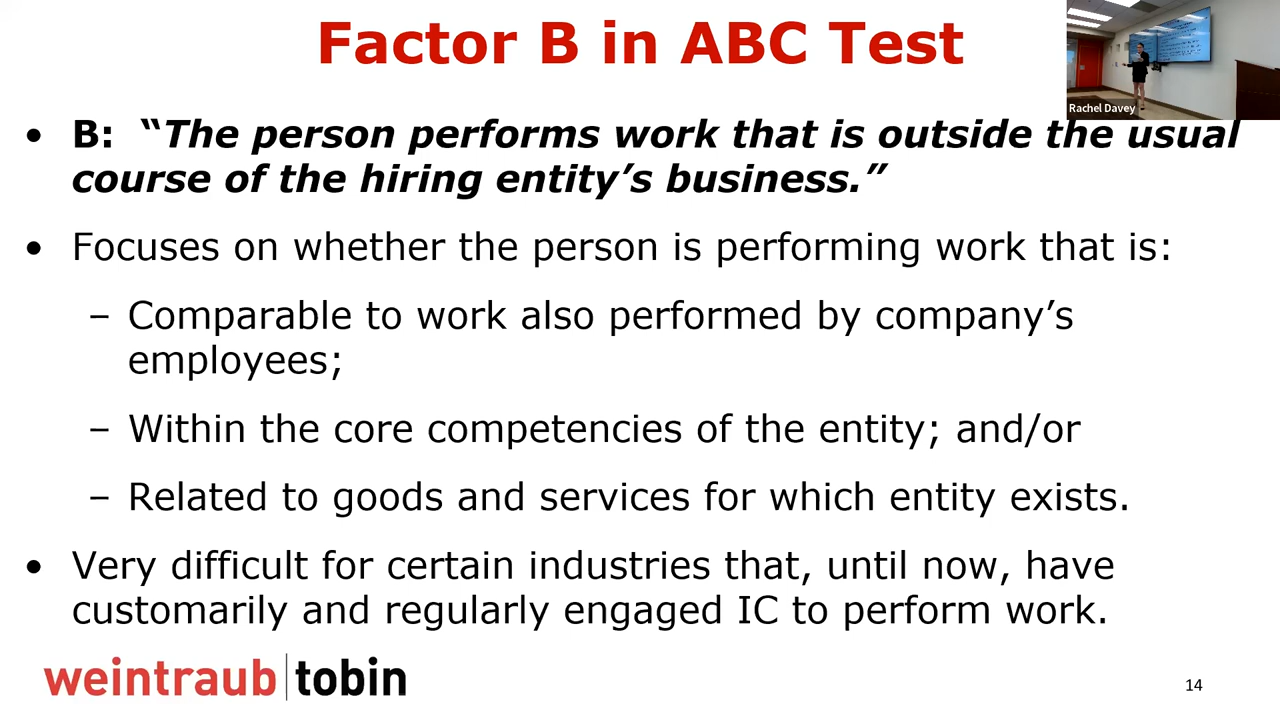 Factor B in ABC Test
Rachel Davey
• B: “The person performs work that is outside the usual
course of the hiring entity’s business.”
• Focuses on whether the person is performing work that is:
– Comparable to work also performed by company’s
employees;
– Within the core competencies of the entity; and/or
– Related to goods and services for which entity exists.
• Very difficult for certain industries that, until now, have
customarily and regularly engaged IC to perform work.
weintraub tobin
14